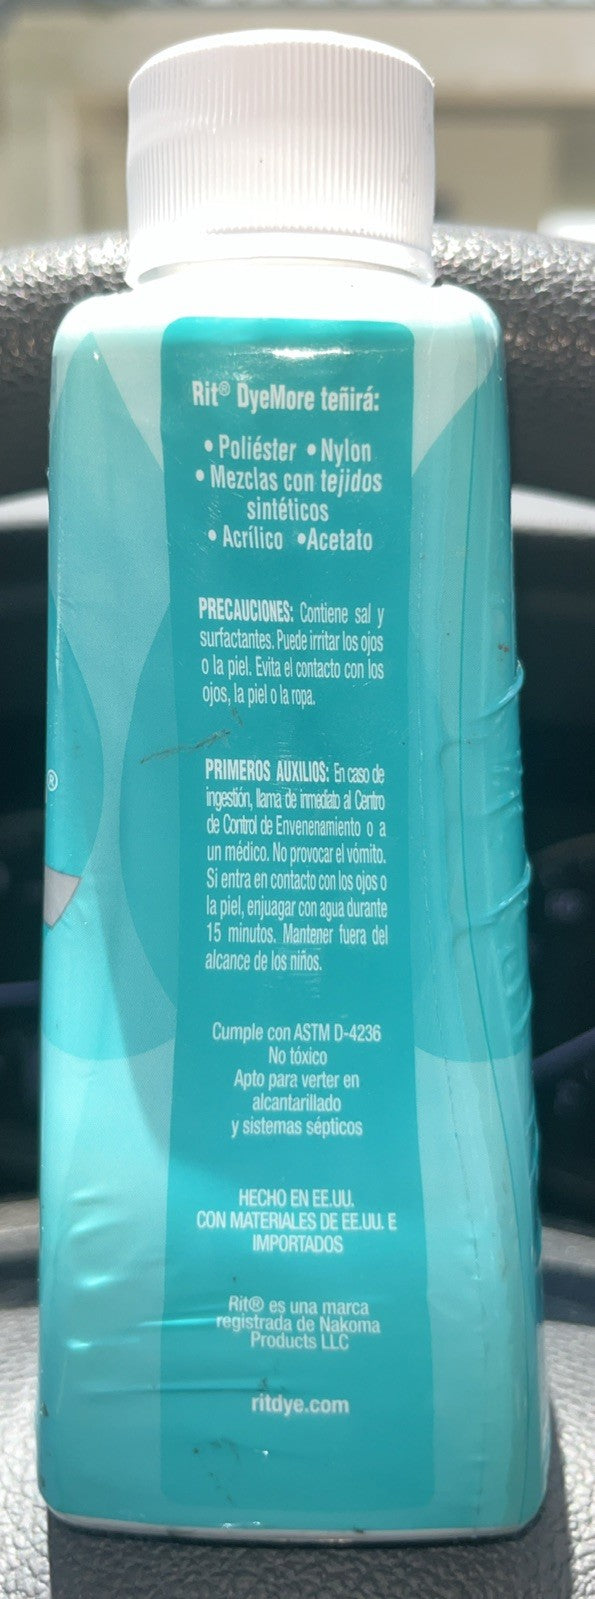 Rit® DyeMore teñirá:
• Poliéster • Nylon
• Mezclas con tejidos
sintéticos
• Acrílico • Acetato
PRECAUCIONES: Contiene sal y
surfactantes. Puede irritar los ojos
o la piel. Evita el contacto con los
ojos, la piel o la ropa.
PRIMEROS AUXILIOS: En caso de
ingestión, llama de inmediato al Centro
de Control de Envenenamiento o a
un médico. No provocar el vómito.
Si entra en contacto con los ojos o
la piel, enjuagar con agua durante
15 minutos. Mantener fuera del
alcance de los niños.
Cumple con ASTM D-4236
No tóxico
Apto para verter en
alcantarillado
y sistemas sépticos
HECHO EN EE.UU.
CON MATERIALES DE EE.UU. E
IMPORTADOS
Rit® es una marca
registrada de Nakoma
Products LLC
ritdye.com
®